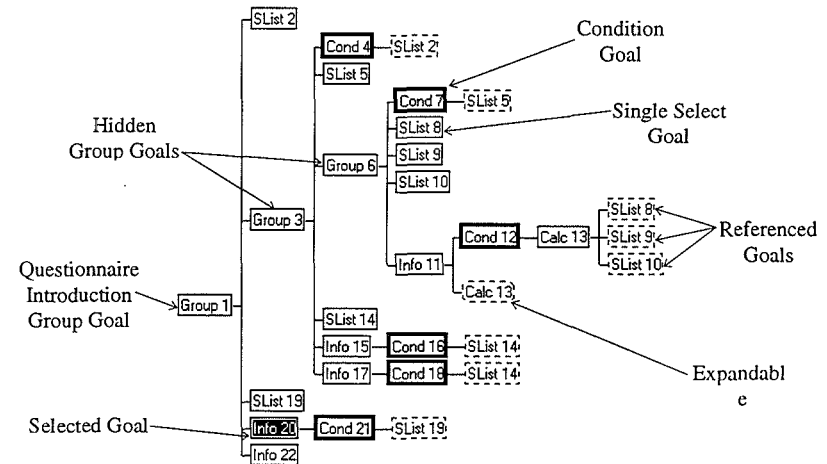 SList 2
Condition
Goal
Cond 4
SList 2
SList 5
Cond 7
SList 5
Single Select
Goal
Hidden
Group Goals
SList 8
SList 9
Group 6
SList 10
Group 3
SList 8
Cond 12
Calc 13
SList 9
Referenced
Goals
SList 10
Info 11
Questionnaire
Introduction
Group Goal
Calc 13
Group 1
SList 14
Info 15
Cond 16
SList 14
Info 17
Cond 18
SList 14
Expandabl
e
SList 19
Selected Goal
Info 20
Cond 21
SList 19
Info 22